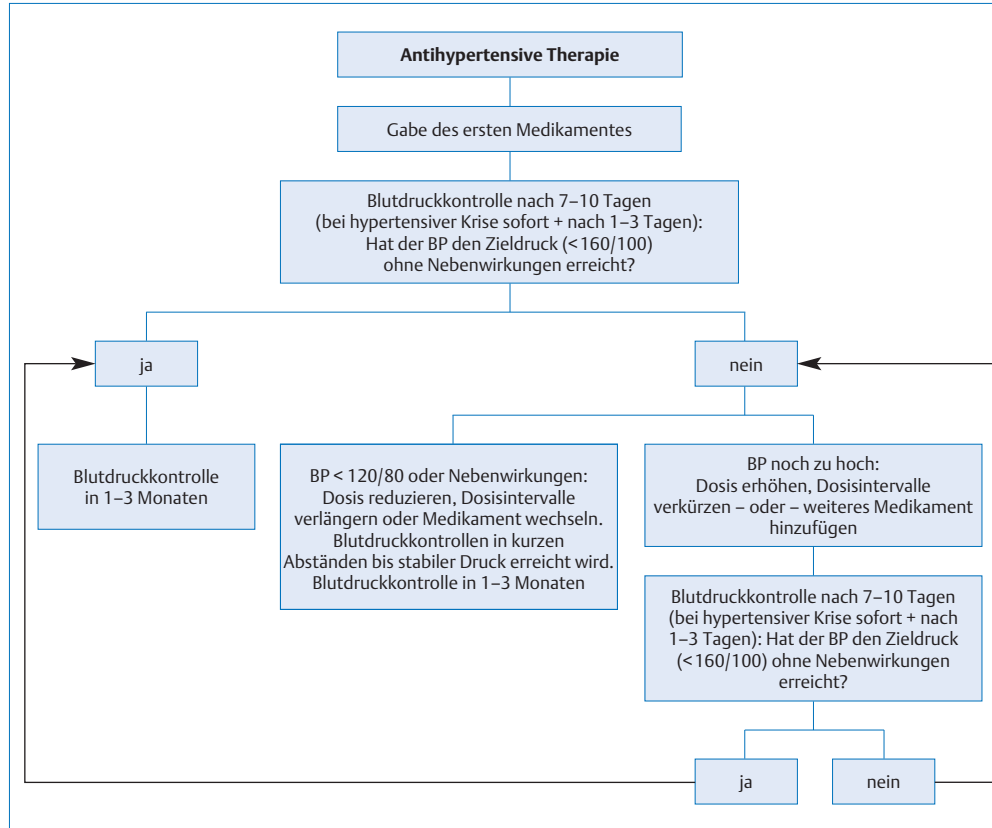 Antihypertensive Therapie
Gabe des ersten Medikamentes
Blutdruckkontrolle nach 7–10 Tagen
(bei hypertensiver Krise sofort + nach 1–3 Tagen):
Hat der BP den Zieldruck (< 160/100)
ohne Nebenwirkungen erreicht?
ja
nein
Blutdruckkontrolle
in 1–3 Monaten
BP < 120/80 oder Nebenwirkungen:
Dosis reduzieren, Dosisintervalle
verlängern oder Medikament wechseln.
Blutdruckkontrollen in kurzen
Abständen bis stabiler Druck erreicht wird.
Blutdruckkontrolle in 1–3 Monaten
BP noch zu hoch:
Dosis erhöhen, Dosisintervalle
verkürzen – oder – weiteres Medikament
hinzufügen
Blutdruckkontrolle nach 7–10 Tagen
(bei hypertensiver Krise sofort + nach
1–3 Tagen): Hat der BP den Zieldruck
(< 160/100) ohne Nebenwirkungen
erreicht?
ja
nein